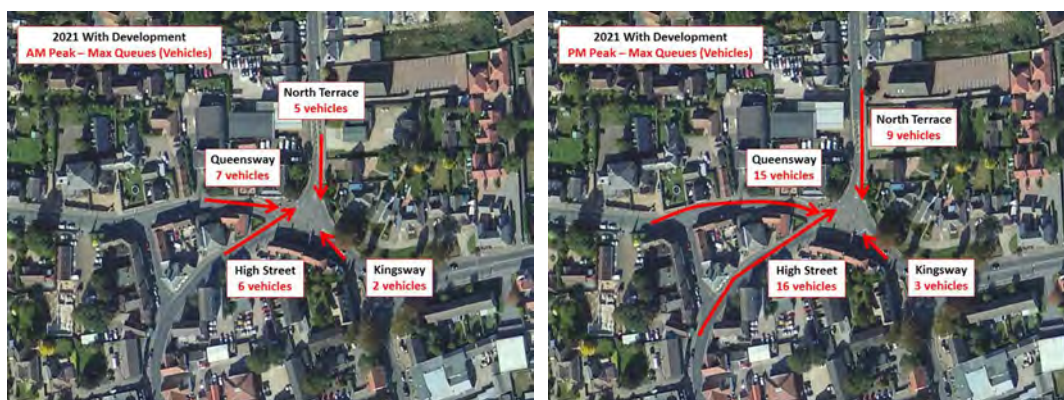 2021 With Development
AM Peak – Max Queues (Vehicles)
North Terrace
5 vehicles
Queensway
7 vehicles
High Street
6 vehicles
Kingsway
2 vehicles
2021 With Development
PM Peak – Max Queues (Vehicles)
North Terrace
9 vehicles
Queensway
15 vehicles
High Street
16 vehicles
Kingsway
3 vehicles